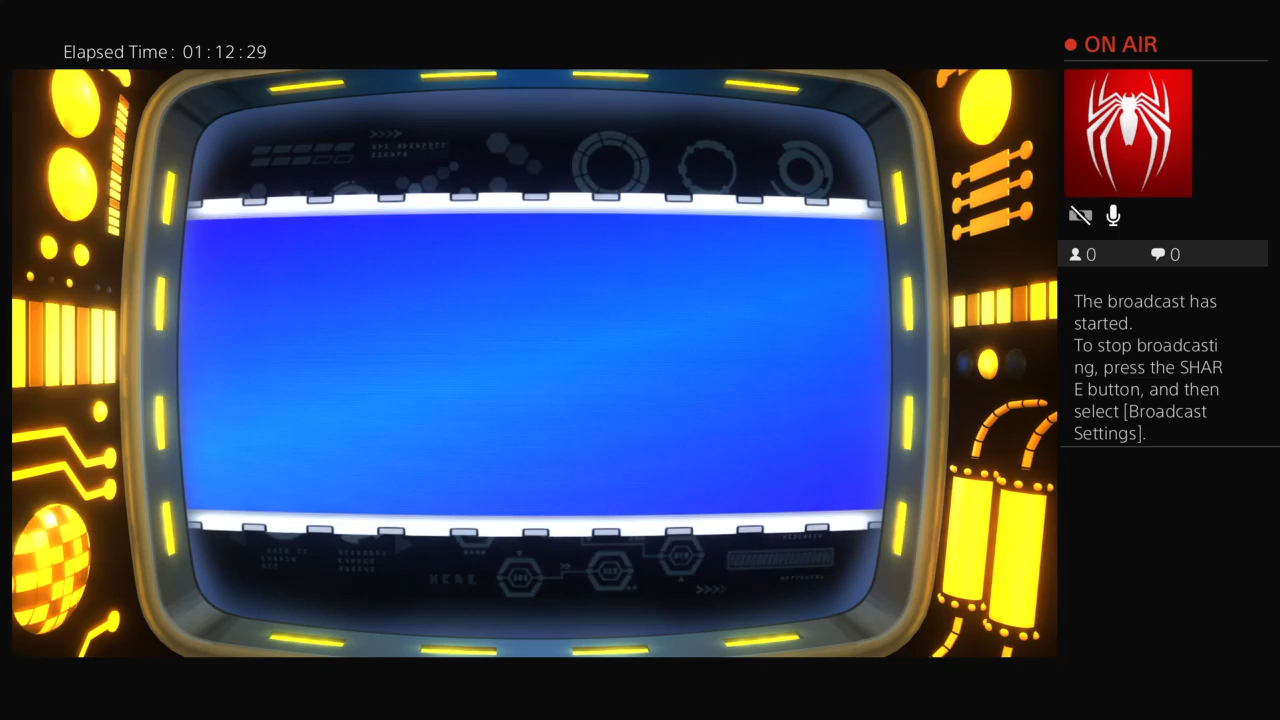 Elapsed Time: 01:12:29
ON AIR
0
0
The broadcast has
started.
To stop broadcasti
ng, press the SHAR
E button, and then
select [Broadcast
Settings].